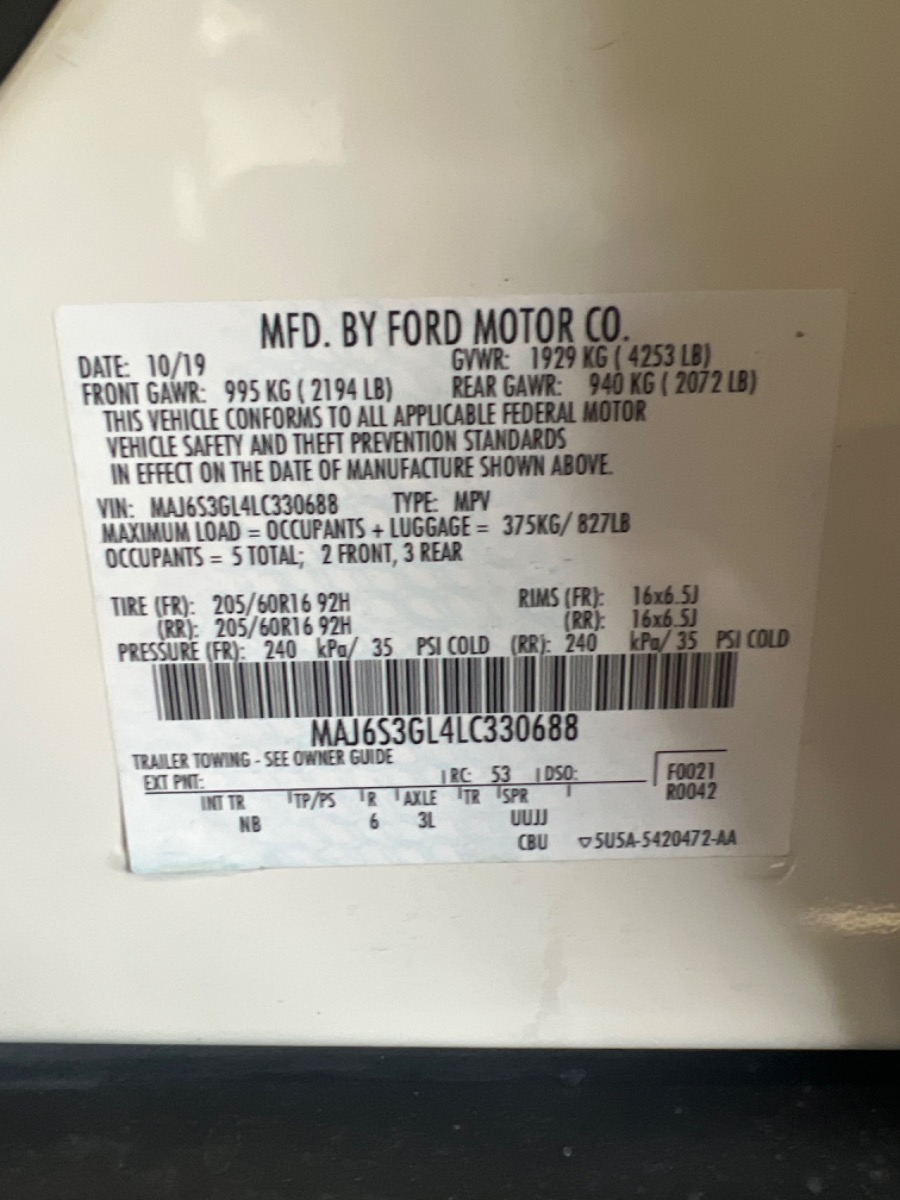 MFD. BY FORD MOTOR CO.
DATE: 10/19 GVWR: 1929 KG ( 4253 LB)
FRONT GAWR: 995 KG ( 2194 LB) REAR GAWR: 940 KG ( 2072 LB)
THIS VEHICLE CONFORMS TO ALL APPLICABLE FEDERAL MOTOR
VEHICLE SAFETY AND THEFT PREVENTION STANDARDS
IN EFFECT ON THE DATE OF MANUFACTURE SHOWN ABOVE.
VIN: MAJ6S3GL4LC330688 TYPE: MPV
MAXIMUM LOAD = OCCUPANTS + LUGGAGE = 375KG/ 827LB
OCCUPANTS = 5 TOTAL; 2 FRONT, 3 REAR
TIRE (FR): 205/60R16 92H RIMS (FR): 16x6.5J
(RR): 205/60R16 92H (RR): 16x6.5J
PRESSURE (FR): 240 kPa/ 35 PSI COLD (RR): 240 kPa/ 35 PSI COLD
MAJ6S3GL4LC330688
TRAILER TOWING - SEE OWNER GUIDE
EXT PNT: RC: 53 DSO: F0021
R0042
INT TR TP/PS R AXLE TR SPR
NB 6 3L UUJJ
CBU ▽5U5A-5420472-AA